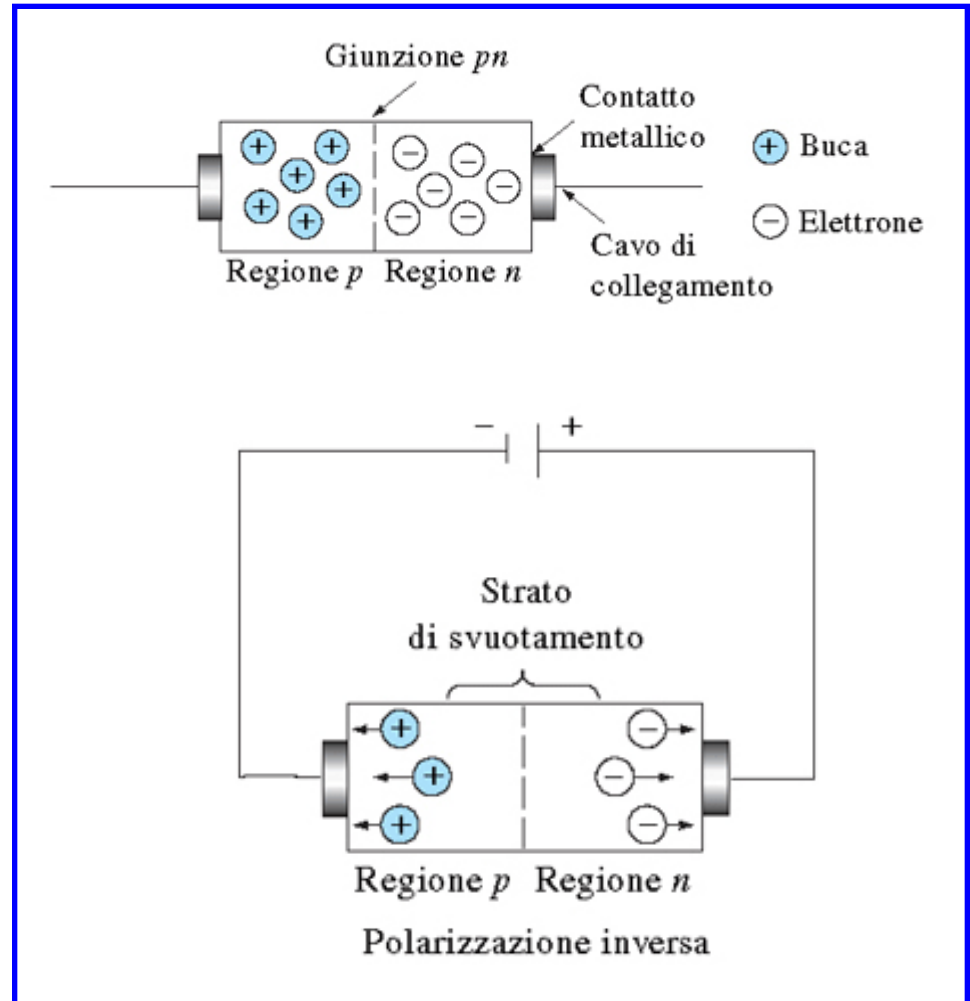 Giunzione pn
Contatto
metallico
+ Buca
− Elettrone
Cavo di
collegamento
Regione p Regione n
− +
Strato
di svuotamento
Regione p Regione n
Polarizzazione inversa